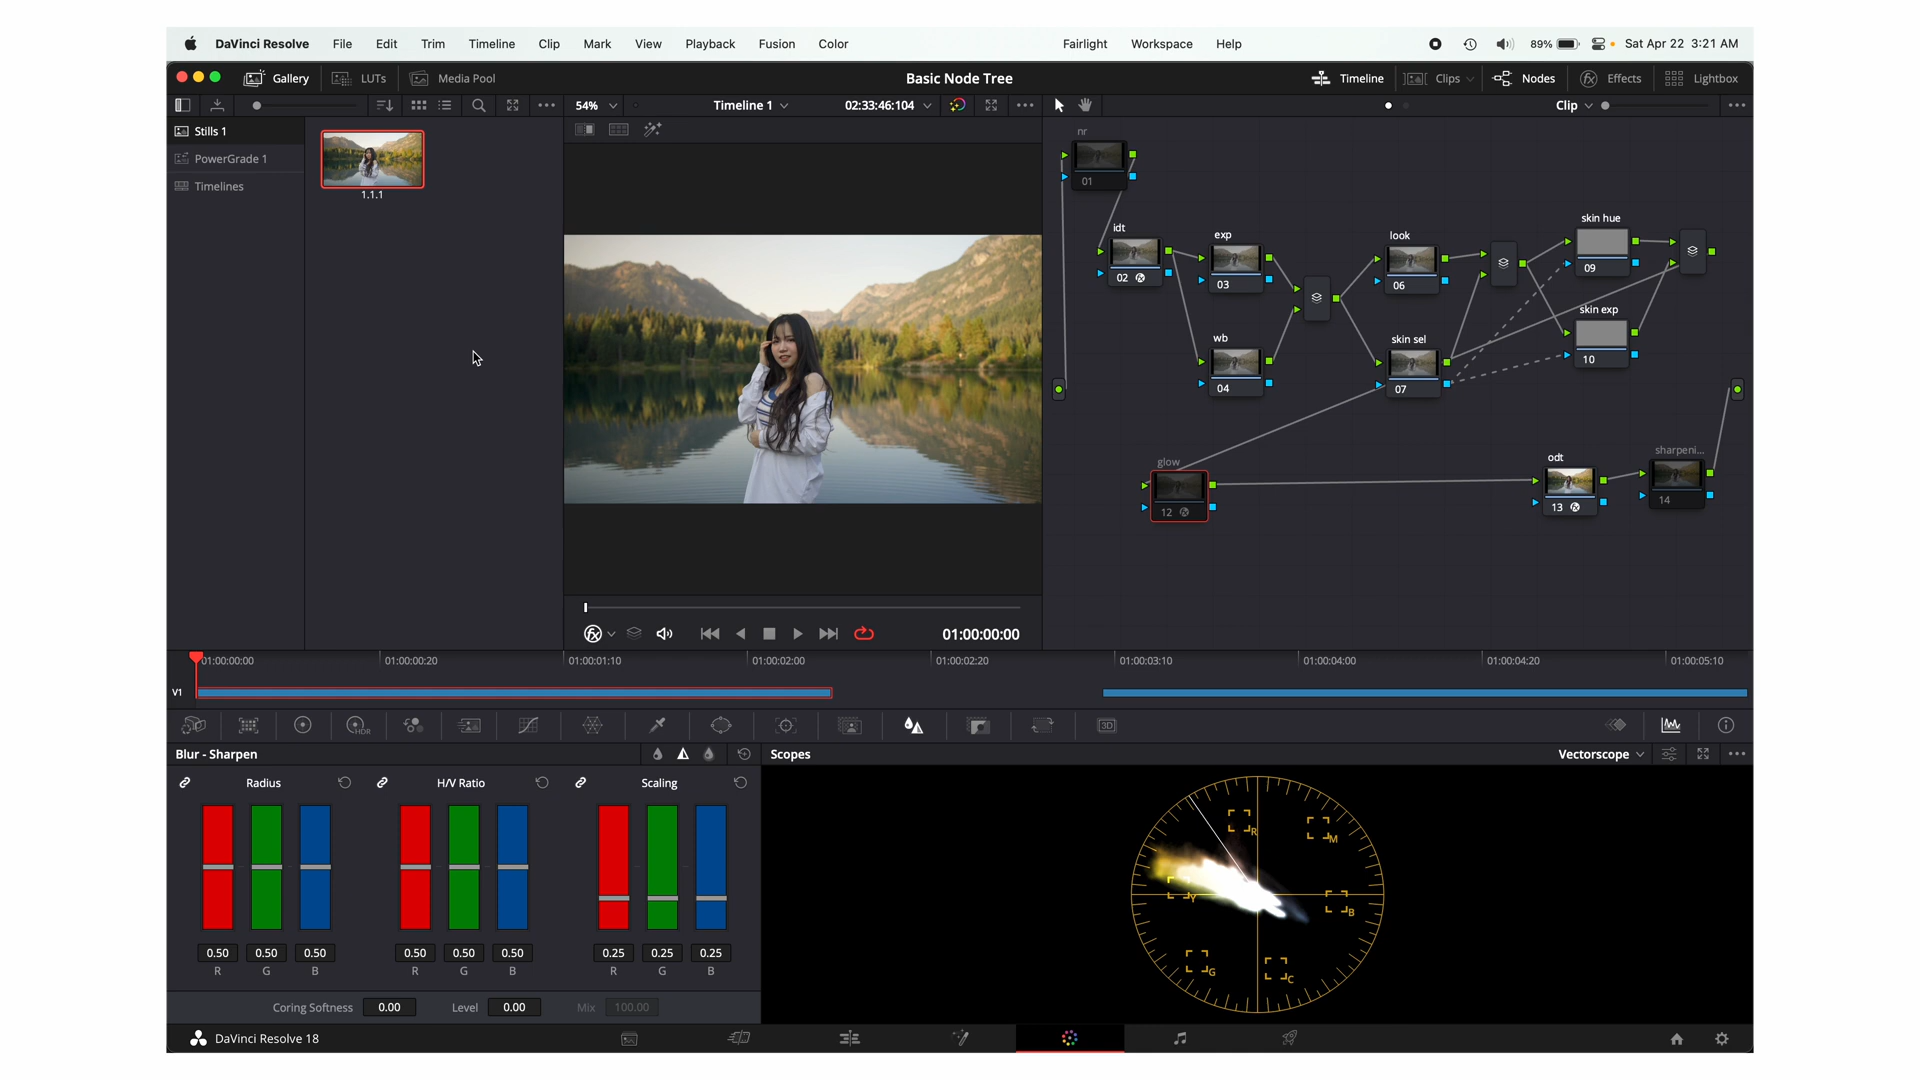 DaVinci Resolve File Edit Trim Timeline Clip Mark View Playback Fusion Color Fairlight Workspace Help 89% Sat Apr 22 3:21 AM
Gallery LUTs Media Pool Basic Node Tree Timeline Clips Nodes Effects Lightbox
54% Timeline 1 02:33:46:104 Clip
Stills 1
PowerGrade 1
Timelines
1.1.1
nr
01
idt
02
exp
03
wb
04
look
06
skin sel
07
skin hue
09
skin exp
10
glow
12
odt
13
sharpeni...
14
01:00:00:00
01:00:00:00 01:00:00:20 01:00:01:10 01:00:02:00 01:00:02:20 01:00:03:10 01:00:04:00 01:00:04:20 01:00:05:10
V1
HDR 3D
Blur - Sharpen Scopes Vectorscope
Radius H/V Ratio Scaling
0.50 0.50 0.50 0.50 0.50 0.50 0.25 0.25 0.25
R G B R G B R G B
R
M
Y
B
G
C
Coring Softness 0.00 Level 0.00 Mix 100.00
DaVinci Resolve 18